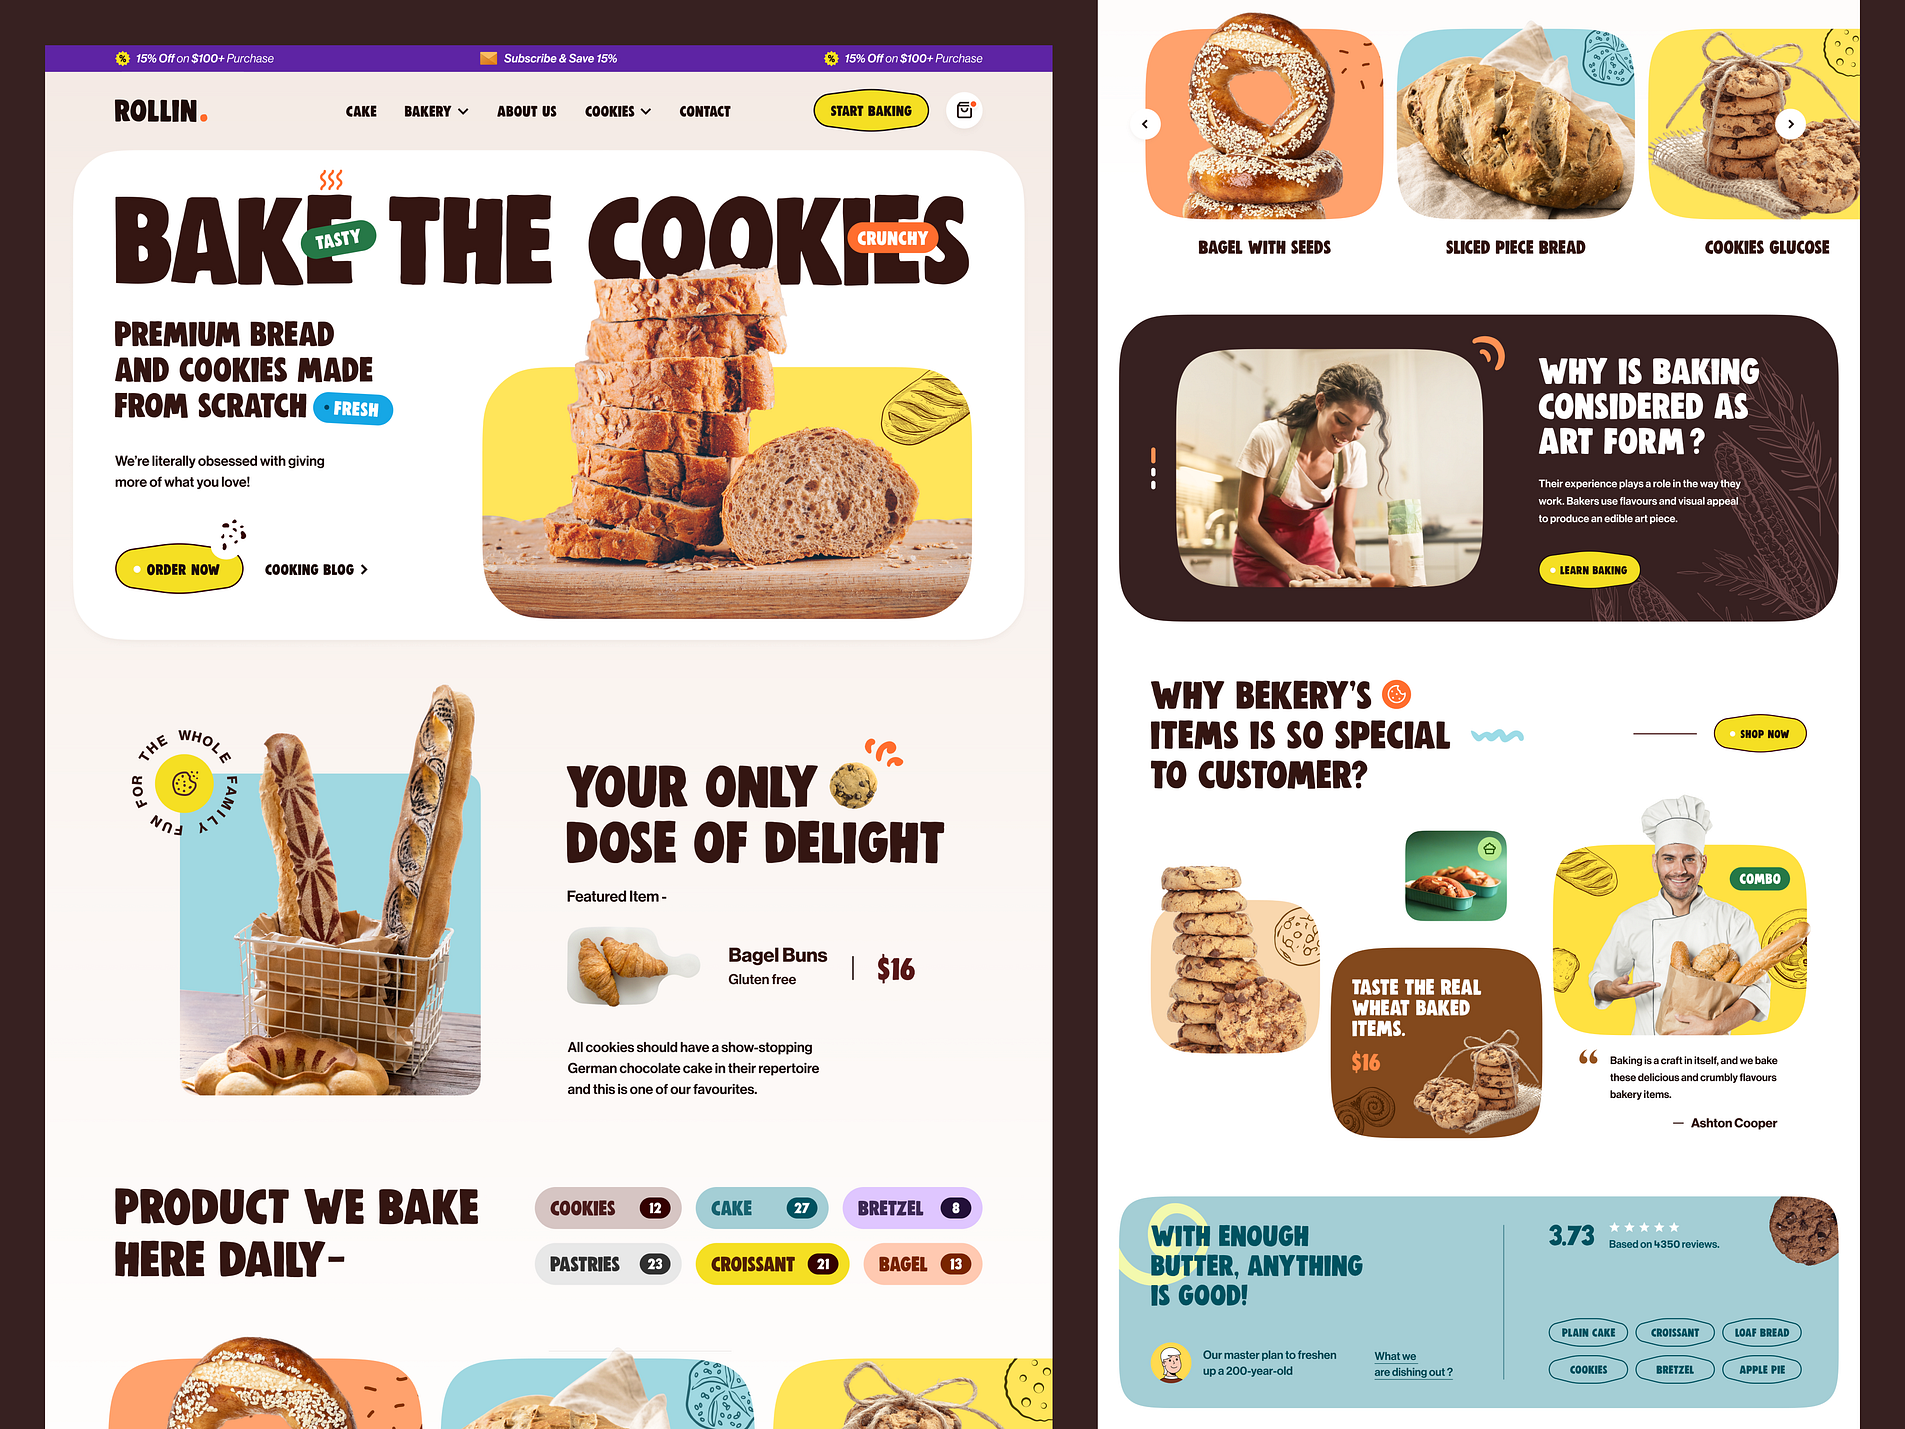 15% Off on $100+ Purchase
Subscribe & Save 15%
15% Off on $100+ Purchase
ROLLIN.
CAKE
BAKERY
ABOUT US
COOKIES
CONTACT
START BAKING
BAKE THE COOKIES
TASTY
CRUNCHY
PREMIUM BREAD
AND COOKIES MADE
FROM SCRATCH
FRESH
We're literally obsessed with giving
more of what you love!
ORDER NOW
COOKING BLOG
FUN FOR THE WHOLE FAMILY
YOUR ONLY
DOSE OF DELIGHT
Featured Item -
Bagel Buns
Gluten free
$16
All cookies should have a show-stopping
German chocolate cake in their repertoire
and this is one of our favourites.
PRODUCT WE BAKE
HERE DAILY-
COOKIES 12
CAKE 27
BRETZEL 8
PASTRIES 23
CROISSANT 21
BAGEL 13
BAGEL WITH SEEDS
SLICED PIECE BREAD
COOKIES GLUCOSE
WHY IS BAKING
CONSIDERED AS
ART FORM?
Their experience plays a role in the way they
work. Bakers use flavours and visual appeal
to produce an edible art piece.
LEARN BAKING
WHY BEKERY'S
ITEMS IS SO SPECIAL
TO CUSTOMER?
SHOP NOW
COMBO
TASTE THE REAL
WHEAT BAKED
ITEMS.
$16
“ Baking is a craft in itself, and we bake
these delicious and crumbly flavours
bakery items.
— Ashton Cooper
WITH ENOUGH
BUTTER, ANYTHING
IS GOOD!
Our master plan to freshen
up a 200-year-old
What we
are dishing out ?
3.73
Based on 4350 reviews.
PLAIN CAKE
CROISSANT
LOAF BREAD
COOKIES
BRETZEL
APPLE PIE